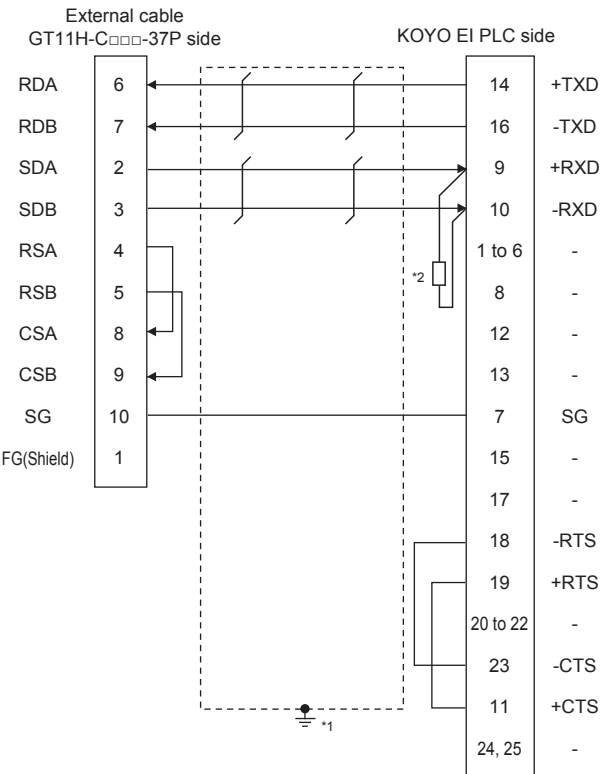 External cable
GT11H-C□□□-37P side
KOYO EI PLC side
RDA 6 14 +TXD
RDB 7 16 -TXD
SDA 2 9 +RXD
SDB 3 10 -RXD
RSA 4 1 to 6 -
*2
RSB 5 8 -
CSA 8 12 -
CSB 9 13 -
SG 10 7 SG
FG(Shield) 1 15 -
17 -
18 -RTS
19 +RTS
20 to 22 -
23 -CTS
11 +CTS
*1
24, 25 -